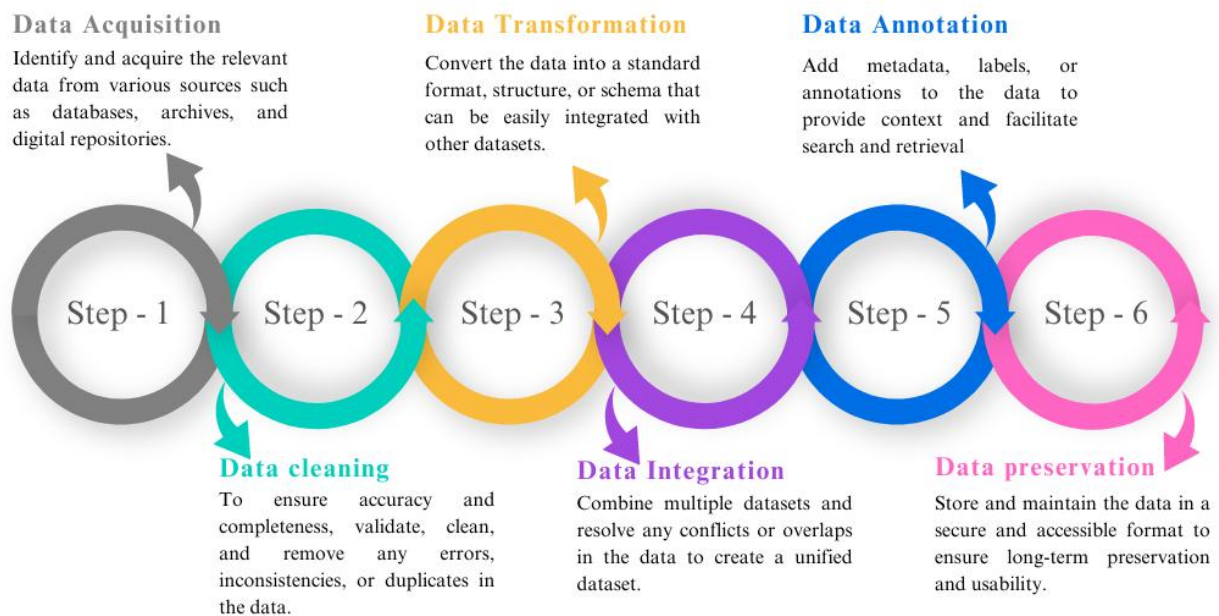 Data Acquisition
Identify and acquire the relevant
data from various sources such
as databases, archives, and
digital repositories.
Data Transformation
Convert the data into a standard
format, structure, or schema that
can be easily integrated with
other datasets.
Data Annotation
Add metadata, labels, or
annotations to the data to
provide context and facilitate
search and retrieval
Step - 1
Step - 2
Step - 3
Step - 4
Step - 5
Step - 6
Data cleaning
To ensure accuracy and
completeness, validate, clean,
and remove any errors,
inconsistencies, or duplicates in
the data.
Data Integration
Combine multiple datasets and
resolve any conflicts or overlaps
in the data to create a unified
dataset.
Data preservation
Store and maintain the data in a
secure and accessible format to
ensure long-term preservation
and usability.